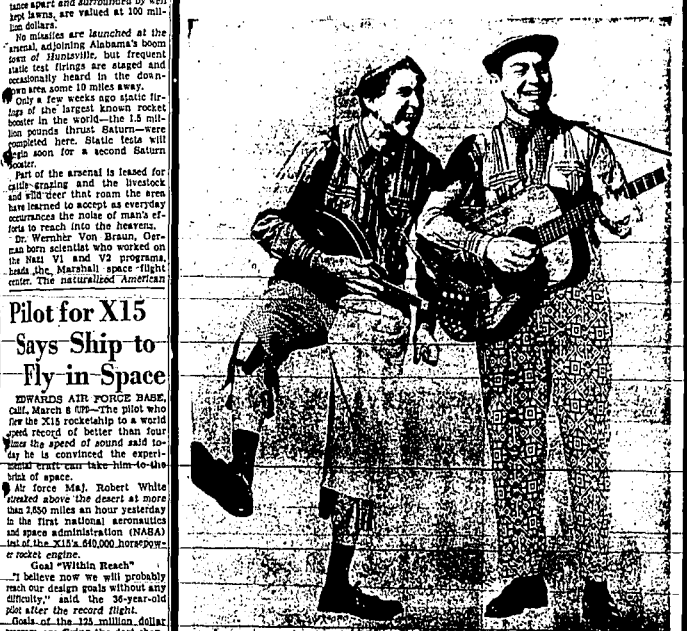 tance apart and surrounded by well
kept lawns, are valued at 100 mil-
lion dollars.
No missiles are launched at the
arsenal, adjoining Alabama's boom
town of Huntsville, but frequent
static test firings are staged and
occasionally heard in the down-
town area some 10 miles away.
Only a few weeks ago static fir-
ings of the largest known rocket
booster in the world—the 1.5 mil-
lion pounds thrust Saturn—were
completed here. Static tests will
begin soon for a second Saturn
booster.
Part of the arsenal is leased for
cattle grazing and the livestock
and wild deer that roam the area
have learned to accept as everyday
occurrances the noise of man's ef-
forts to reach into the heavens.
Dr. Wernher Von Braun, Ger-
man born scientist who worked on
the Nazi V1 and V2 programs,
heads the Marshall space flight
center. The naturalized American
Pilot for X15
Says Ship to
Fly in Space
EDWARDS AIR FORCE BASE,
Calif., March 8 (UPI)—The pilot who
flew the X15 rocketship to a world
speed record of better than four
times the speed of sound said to-
day he is convinced the experi-
mental craft can take him to the
brink of space.
Air force Maj. Robert White
streaked above the desert at more
than 2,650 miles an hour yesterday
in the first national aeronautics
and space administration (NASA)
test of the X15's 640,000 horsepow-
er rocket engine.
Goal "Within Reach"
"I believe now we will probably
reach our design goals without any
difficulty," said the 36-year-old
pilot after the record flight.
Goals of the 125 million dollar